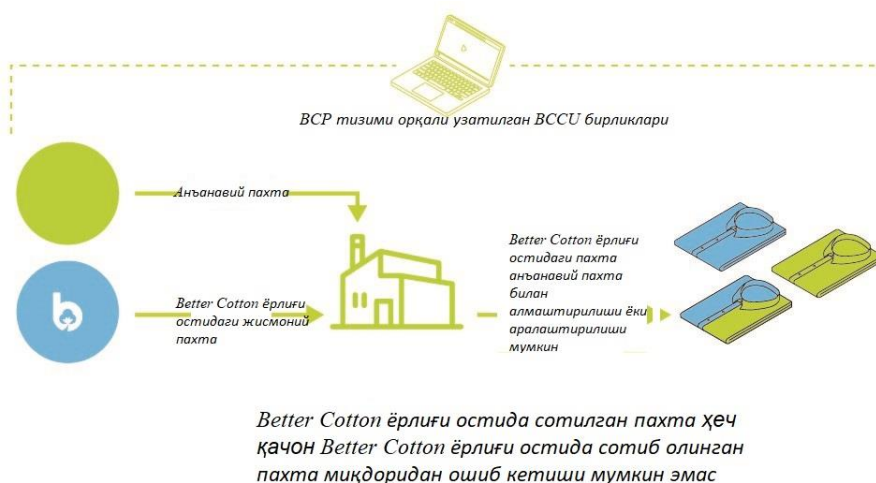 BCP тизими орқали узатилган BCCU бирликлари
Анъанавий пахта
Better Cotton ёрлиғи
остидаги жисмоний
пахта
Better Cotton ёрлиғи
остидаги пахта
анъанавий пахта
билан
алмаштирилиши ёки
аралаштирилиши
мумкин
Better Cotton ёрлиғи остида сотилган пахта ҳеч
қачон Better Cotton ёрлиғи остида сотиб олинган
пахта миқдоридан ошиб кетиши мумкин эмас